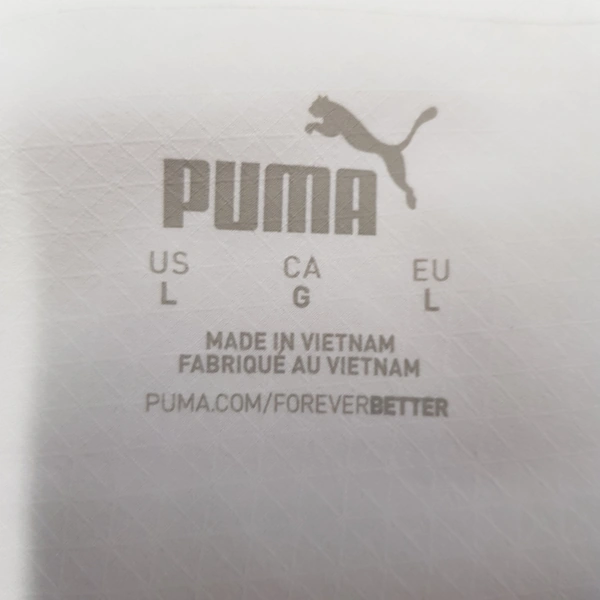 PUMA
US CA EU
L G L
MADE IN VIETNAM
FABRIQUÉ AU VIETNAM
PUMA.COM/FOREVERBETTER